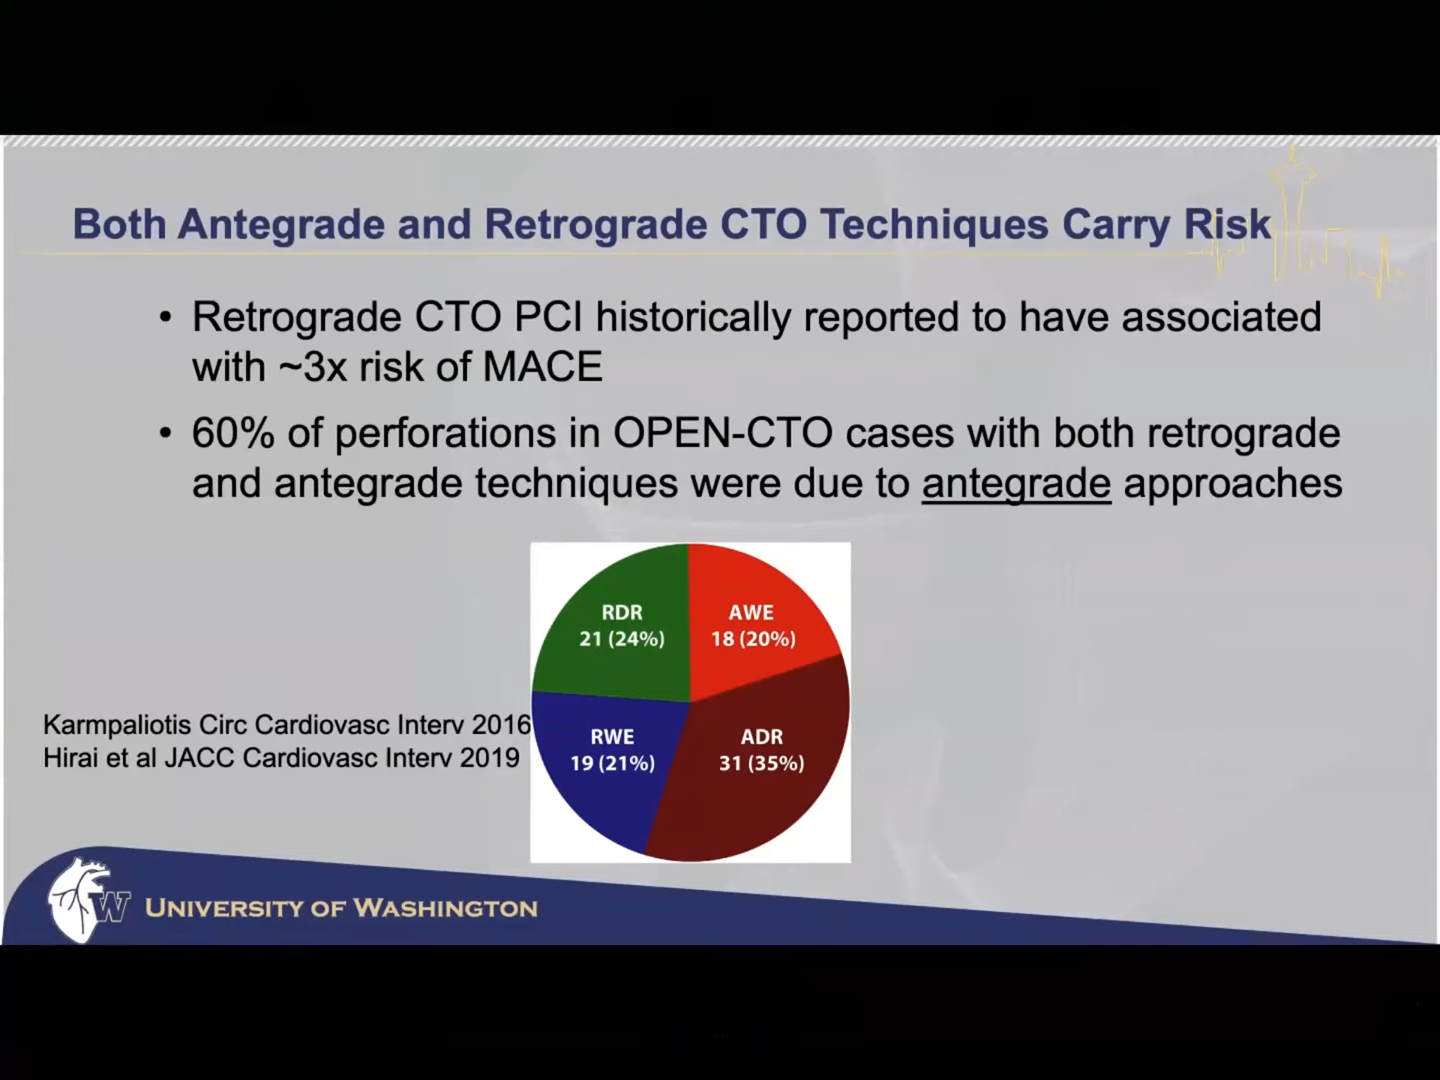 Both Antegrade and Retrograde CTO Techniques Carry Risk
• Retrograde CTO PCI historically reported to have associated
with ~3x risk of MACE
• 60% of perforations in OPEN-CTO cases with both retrograde
and antegrade techniques were due to antegrade approaches
RDR
21 (24%)
AWE
18 (20%)
RWE
19 (21%)
ADR
31 (35%)
Karmpaliotis Circ Cardiovasc Interv 2016
Hirai et al JACC Cardiovasc Interv 2019
W UNIVERSITY OF WASHINGTON